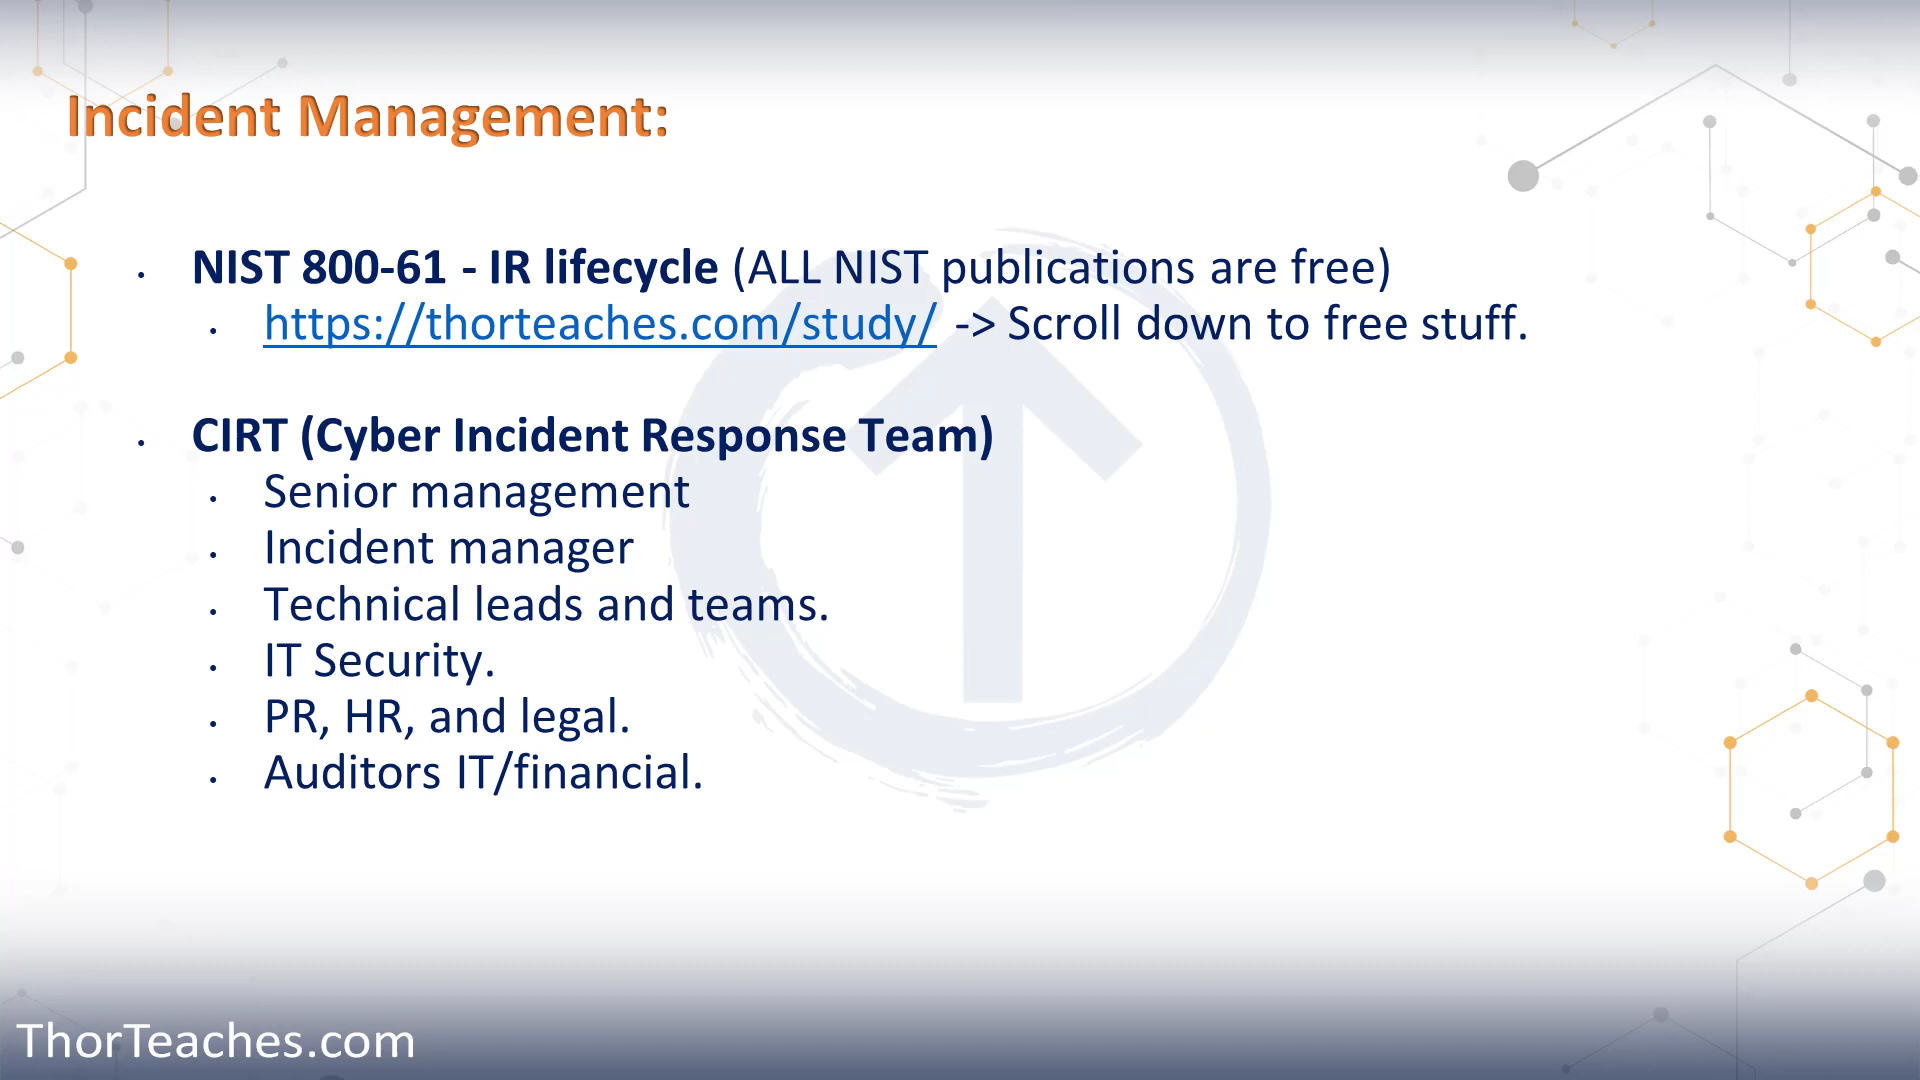 Incident Management:
• NIST 800-61 - IR lifecycle (ALL NIST publications are free)
• https://thorteaches.com/study/ -> Scroll down to free stuff.
• CIRT (Cyber Incident Response Team)
• Senior management
• Incident manager
• Technical leads and teams.
• IT Security.
• PR, HR, and legal.
• Auditors IT/financial.
ThorTeaches.com